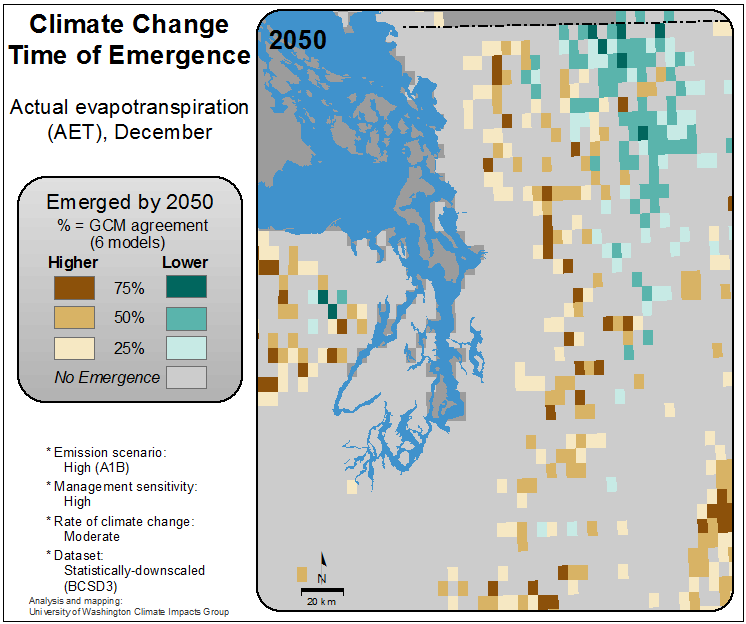 Climate Change
Time of Emergence
Actual evapotranspiration
(AET), December
Emerged by 2050
% = GCM agreement
(6 models)
Higher Lower
75%
50%
25%
No Emergence
* Emission scenario:
High (A1B)
* Management sensitivity:
High
* Rate of climate change:
Moderate
* Dataset:
Statistically-downscaled
(BCSD3)
Analysis and mapping:
University of Washington Climate Impacts Group
2050
N
20 km